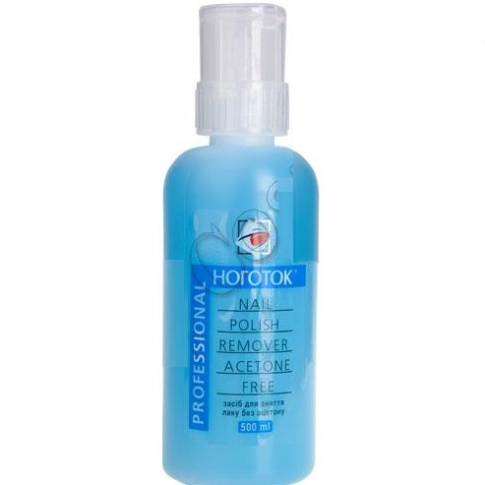 НОГОТОК®
PROFESSIONAL
NAIL
POLISH
REMOVER
ACETONE
FREE
засіб для зняття
лаку без ацетону
500 ml